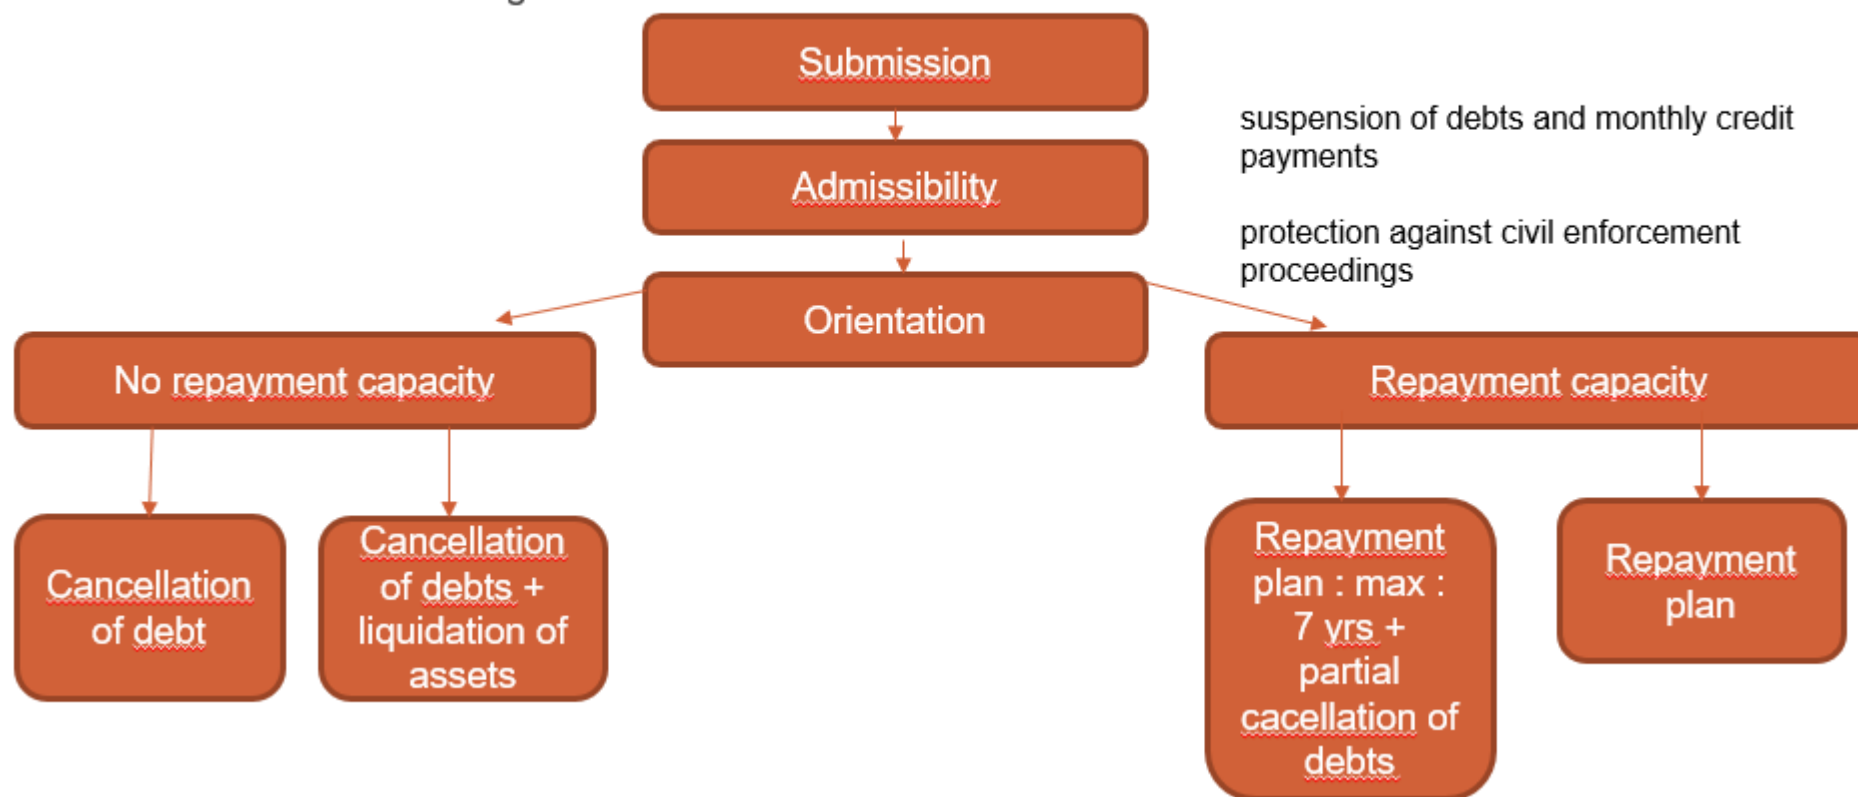 Submission
suspension of debts and monthly credit
payments
Admissibility
protection against civil enforcement
proceedings
Orientation
No repayment capacity
Repayment capacity
Cancellation
of debt
Cancellation
of debts +
liquidation of
assets
Repayment
plan : max :
7 yrs +
partial
cacellation of
debts
Repayment
plan